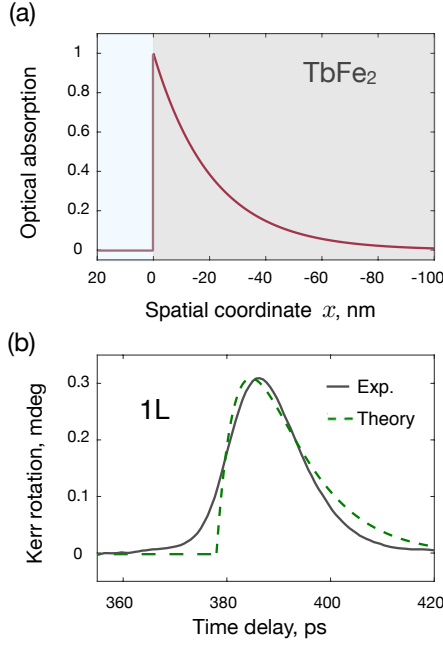 (a)
TbFe₂
Optical absorption
1
0.8
0.6
0.4
0.2
0
20 0 -20 -40 -60 -80 -100
Spatial coordinate x, nm
(b)
1L
Exp.
Theory
Kerr rotation, mdeg
0.3
0.2
0.1
0
360 380 400 420
Time delay, ps